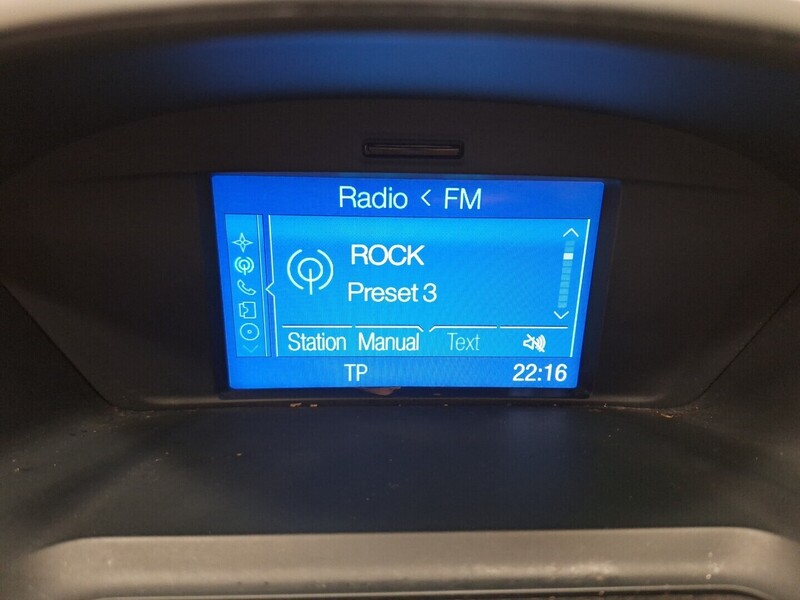 Radio < FM
ROCK
Preset 3
Station Manual Text
TP 22:16